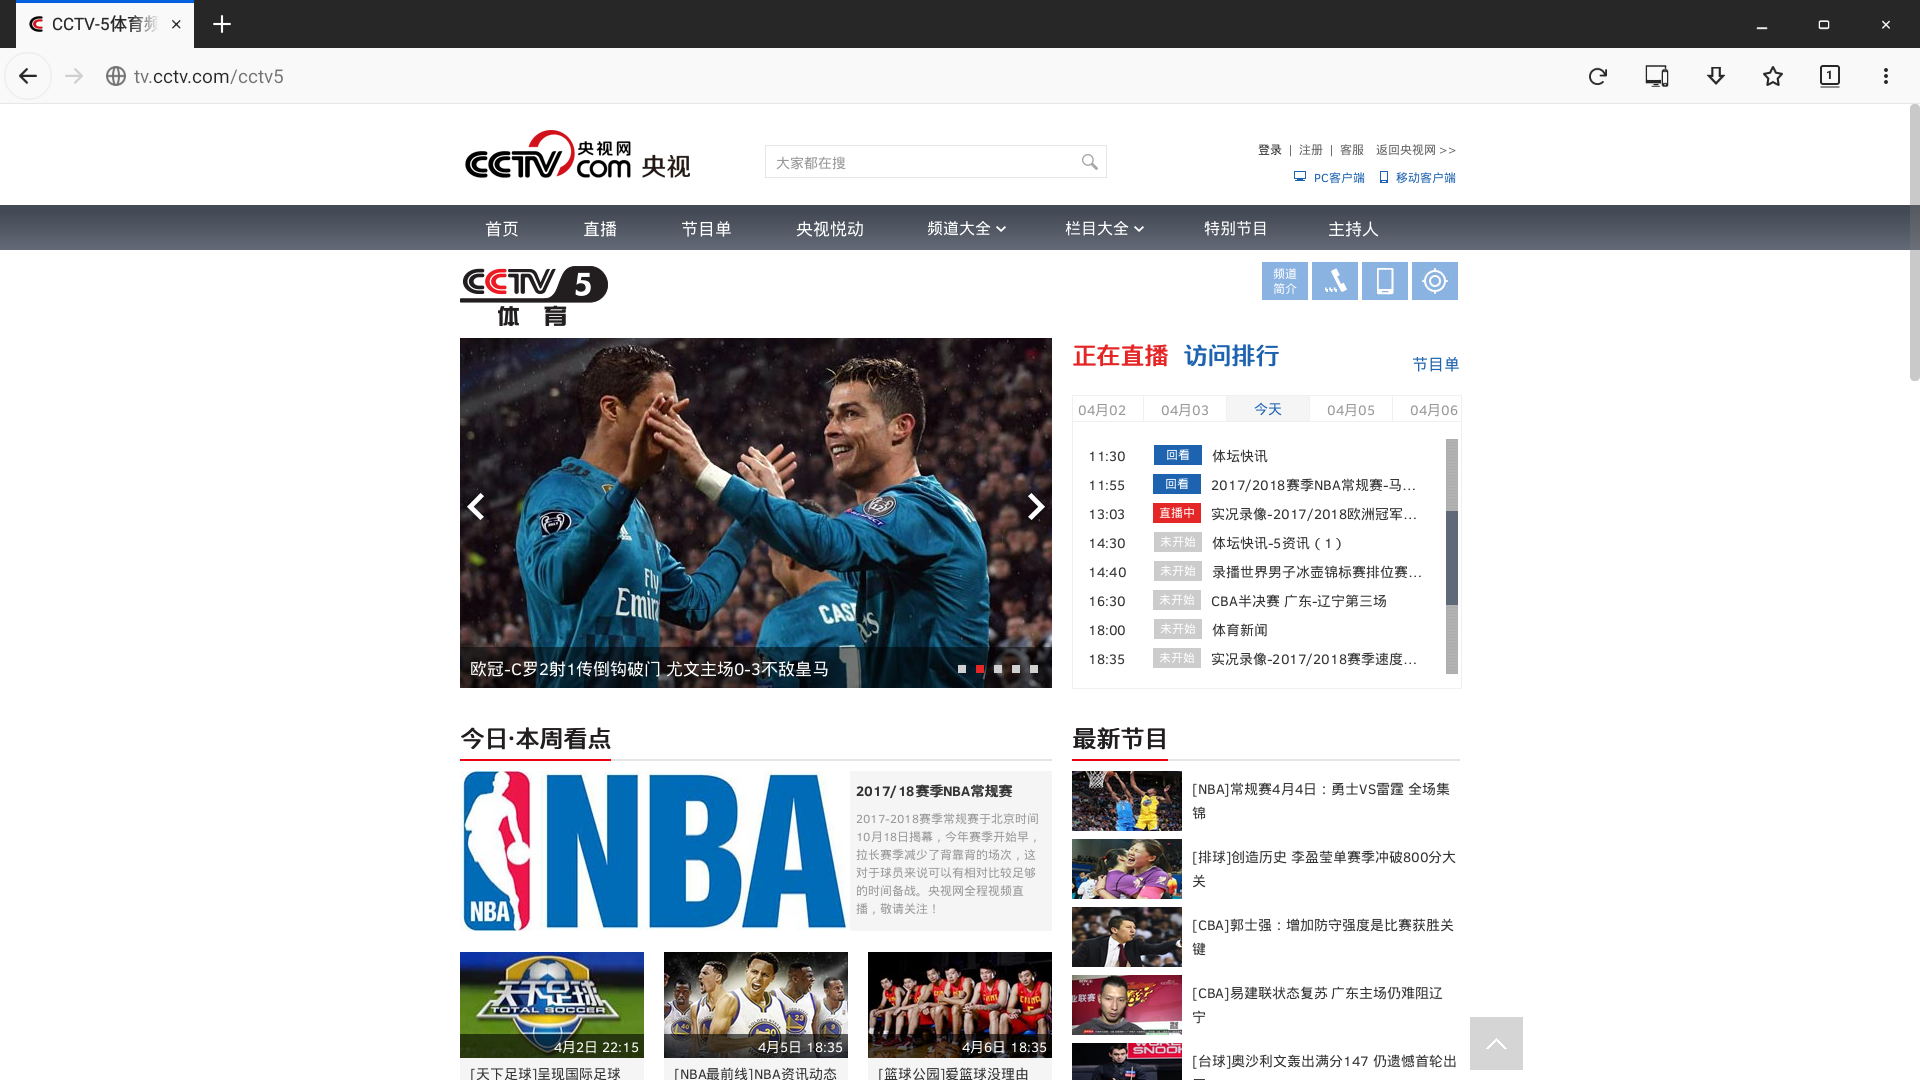 CCTV-5体育频
tv.cctv.com/cctv5
1
CCTV.com 央视网 央视
大家都在搜
登录 | 注册 | 客服 返回央视网 >>
PC客户端 移动客户端
首页 直播 节目单 央视悦动 频道大全 栏目大全 特别节目 主持人
CCTV 5
体育
频道
简介
欧冠-C罗2射1传倒钩破门 尤文主场0-3不敌皇马
Fly
Emirates
CASE
正在直播 访问排行 节目单
04月02 04月03 今天 04月05 04月06
11:30 回看 体坛快讯
11:55 回看 2017/2018赛季NBA常规赛-马...
13:03 直播中 实况录像-2017/2018欧洲冠军...
14:30 未开始 体坛快讯-5资讯（1）
14:40 未开始 录播世界男子冰壶锦标赛排位赛...
16:30 未开始 CBA半决赛 广东-辽宁第三场
18:00 未开始 体育新闻
18:35 未开始 实况录像-2017/2018赛季速度...
今日·本周看点
NBA
NBA
2017/18赛季NBA常规赛
2017-2018赛季常规赛于北京时间
10月18日揭幕，今年赛季开始早，
拉长赛季减少了背靠背的场次，这
对于球员来说可以有相对比较足够
的时间备战。央视网全程视频直
播，敬请关注！
天下足球
TOTAL SOCCER
4月2日 22:15
[天下足球]呈现国际足球
4月5日 18:35
[NBA最前线]NBA资讯动态
4月6日 18:35
[篮球公园]爱篮球没理由
最新节目
[NBA]常规赛4月4日：勇士VS雷霆 全场集
锦
[排球]创造历史 李盈莹单赛季冲破800分大
关
[CBA]郭士强：增加防守强度是比赛获胜关
键
[CBA]易建联状态复苏 广东主场仍难阻辽
宁
[台球]奥沙利文轰出满分147 仍遗憾首轮出